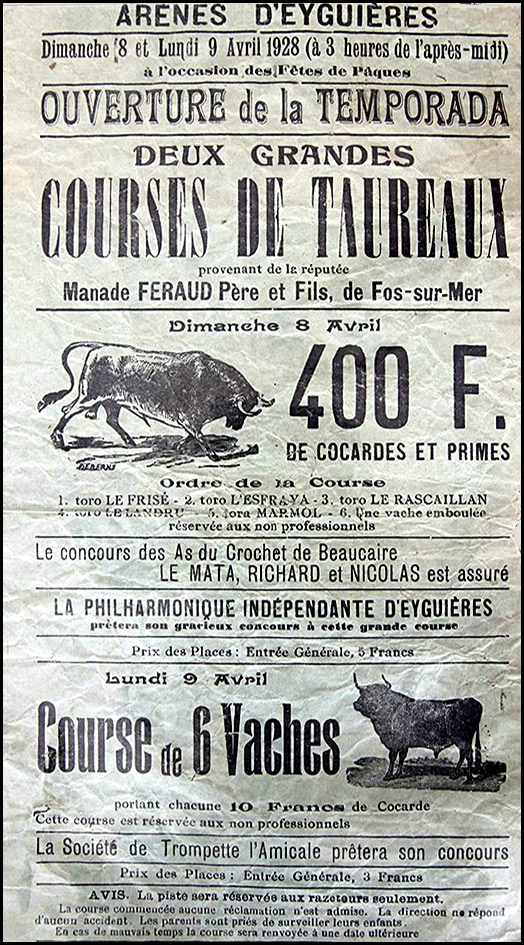 ARÈNES D'EYGUIÈRES
Dimanche 8 et Lundi 9 Avril 1928 (à 3 heures de l'après-midi)
à l'occasion des Fêtes de Pâques
OUVERTURE de la TEMPORADA
DEUX GRANDES
COURSES DE TAUREAUX
provenant de la réputée
Manade FERAUD Père et Fils, de Fos-sur-Mer
Dimanche 8 Avril
400 F.
DE COCARDES ET PRIMES
Ordre de la Course
1. toro LE FRISÉ - 2. toro L'ESFRAYA - 3. toro LE RASCAILLAN
4. toro LE LANDRU - 5. tora MARMOL - 6. Une vache emboulée
réservée aux non professionnels
Le concours des As du Crochet de Beaucaire
LE MATA, RICHARD et NICOLAS est assuré
LA PHILHARMONIQUE INDÉPENDANTE D'EYGUIÈRES
prêtera son gracieux concours à cette grande course
Prix des Places : Entrée Générale, 5 Francs
Lundi 9 Avril
Course de 6 Vaches
portant chacune 10 Francs de Cocarde
Cette course est réservée aux non professionnels
La Société de Trompette l'Amicale prêtera son concours
Prix des Places : Entrée Générale, 3 Francs
AVIS. La piste sera réservée aux razeteurs seulement.
La course commencée aucune réclamation n'est admise. La direction ne répond
d'aucun accident. Les parents sont priés de surveiller leurs enfants.
En cas de mauvais temps la course sera renvoyée à une date ultérieure